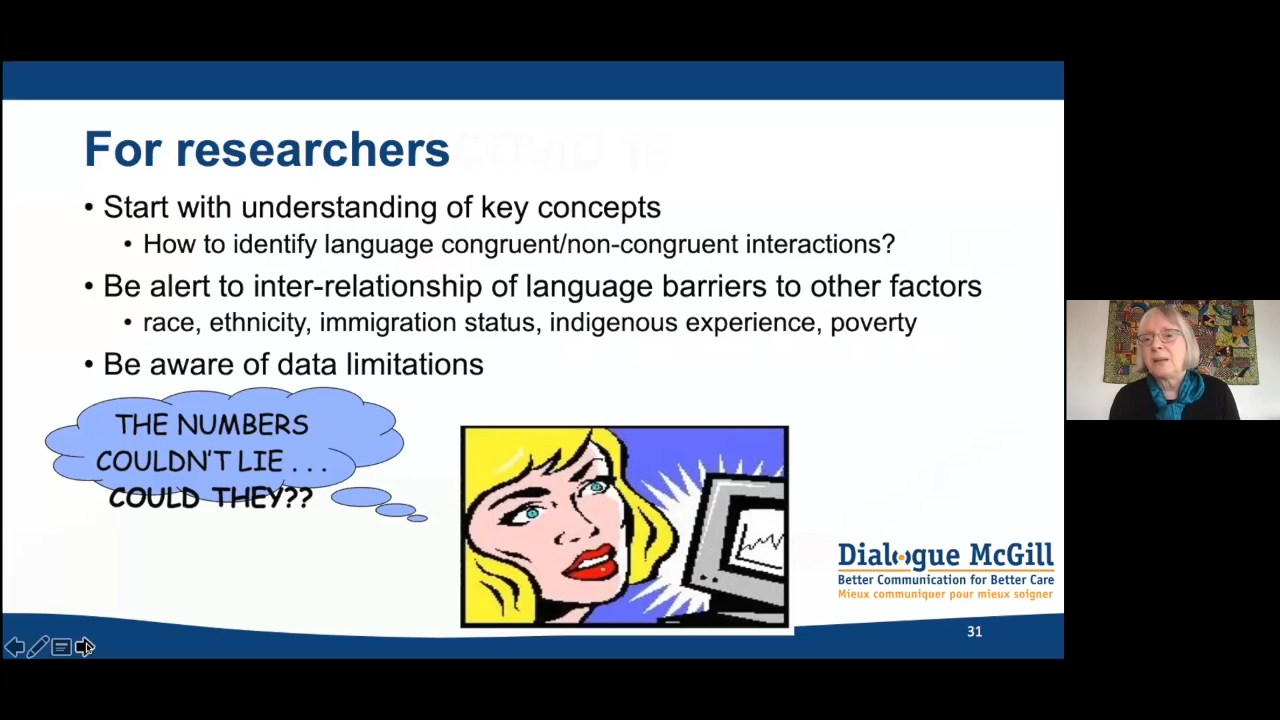 For researchers
• Start with understanding of key concepts
• How to identify language congruent/non-congruent interactions?
• Be alert to inter-relationship of language barriers to other factors
• race, ethnicity, immigration status, indigenous experience, poverty
• Be aware of data limitations
THE NUMBERS
COULDN'T LIE . . .
COULD THEY??
Dialogue McGill
Better Communication for Better Care
Mieux communiquer pour mieux soigner
31